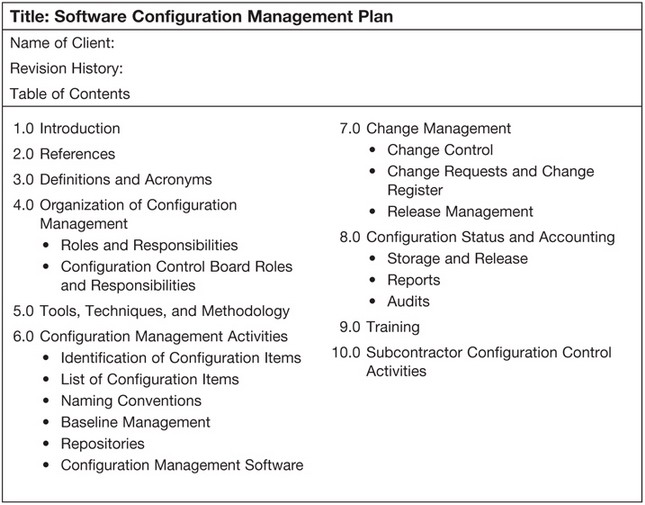 Title: Software Configuration Management Plan
Name of Client:
Revision History:
Table of Contents
1.0 Introduction
2.0 References
3.0 Definitions and Acronyms
4.0 Organization of Configuration
Management
• Roles and Responsibilities
• Configuration Control Board Roles
and Responsibilities
5.0 Tools, Techniques, and Methodology
6.0 Configuration Management Activities
• Identification of Configuration Items
• List of Configuration Items
• Naming Conventions
• Baseline Management
• Repositories
• Configuration Management Software
7.0 Change Management
• Change Control
• Change Requests and Change
Register
• Release Management
8.0 Configuration Status and Accounting
• Storage and Release
• Reports
• Audits
9.0 Training
10.0 Subcontractor Configuration Control
Activities